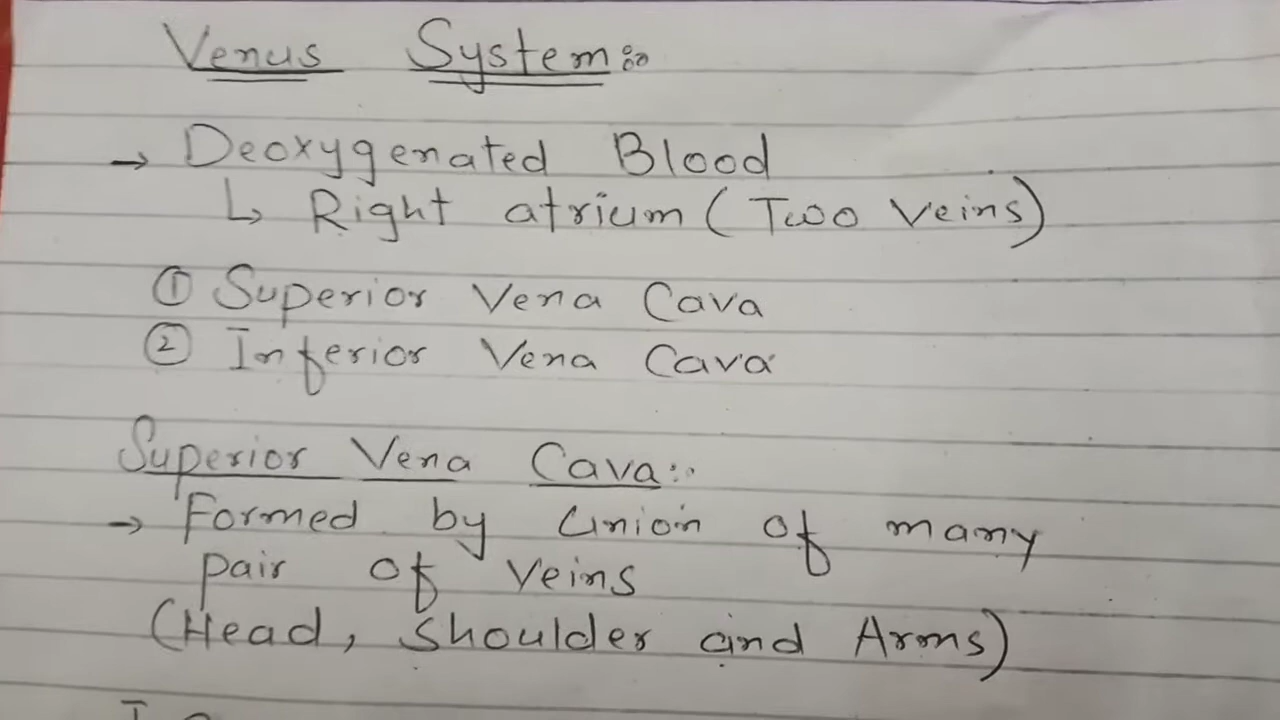 Venus System:-
→ Deoxygenated Blood
↳ Right atrium (Two Veins)
① Superior Vena Cava
② Inferior Vena Cava
Superior Vena Cava:-
→ Formed by Union of many
pair of Veins
(Head, Shoulder and Arms)